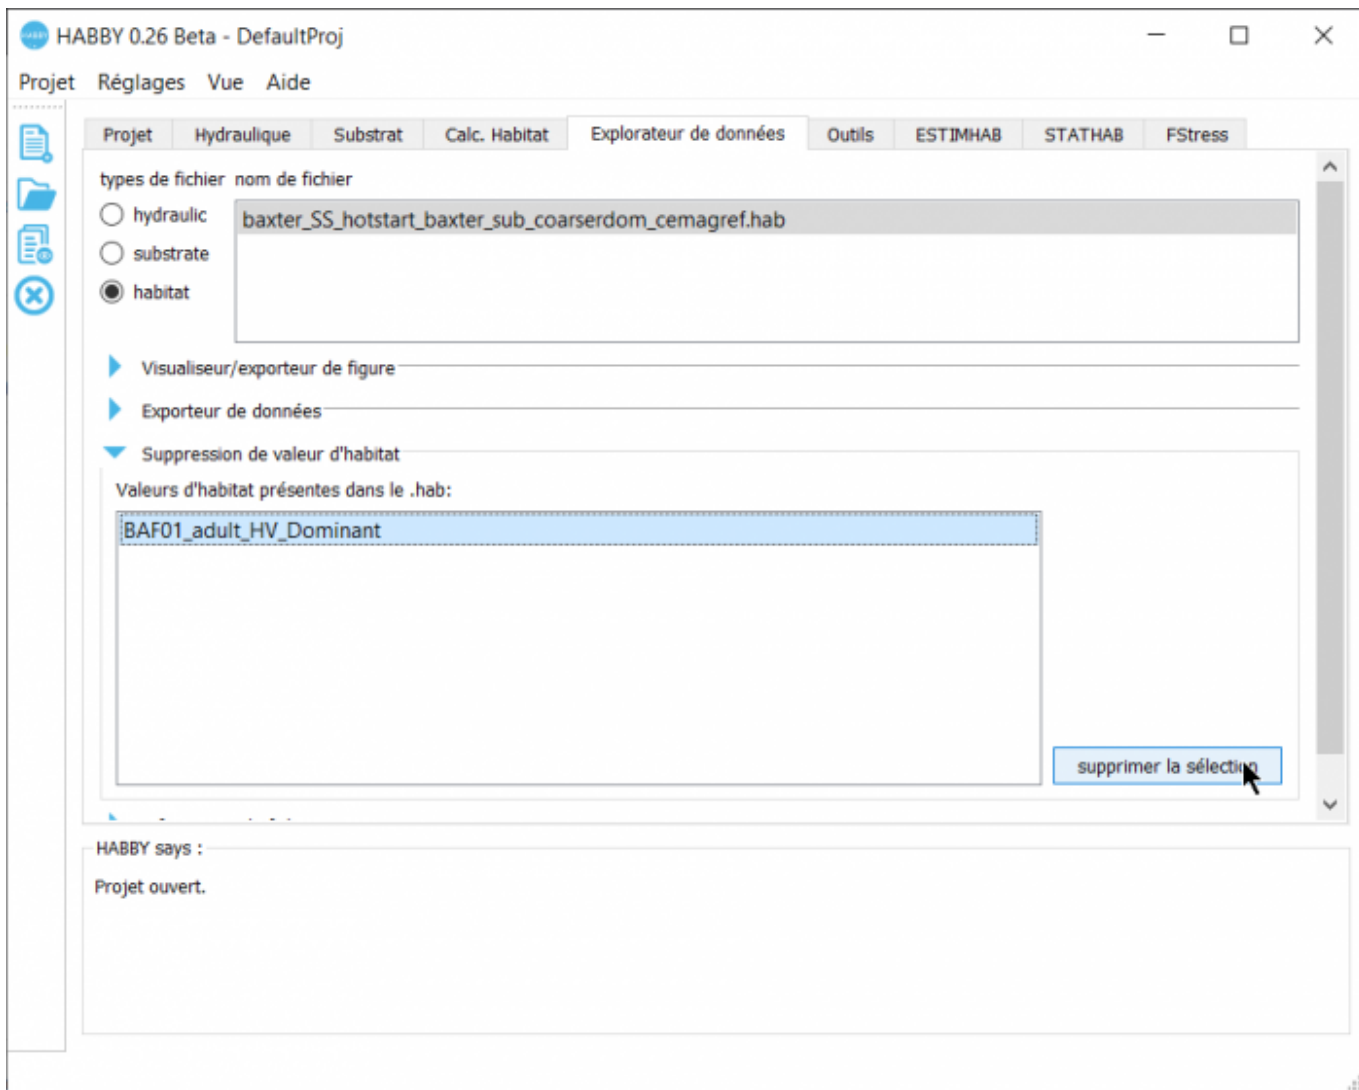 HABBY 0.26 Beta - DefaultProj
Projet Réglages Vue Aide
Projet Hydraulique Substrat Calc. Habitat Explorateur de données Outils ESTIMHAB STATHAB FStress
types de fichier nom de fichier
hydraulic
baxter_SS_hotstart_baxter_sub_coarserdom_cemagref.hab
substrate
habitat
Visualiseur/exporteur de figure
Exporteur de données
Suppression de valeur d'habitat
Valeurs d'habitat présentes dans le .hab:
BAF01_adult_HV_Dominant
supprimer la sélection
HABBY says :
Projet ouvert.